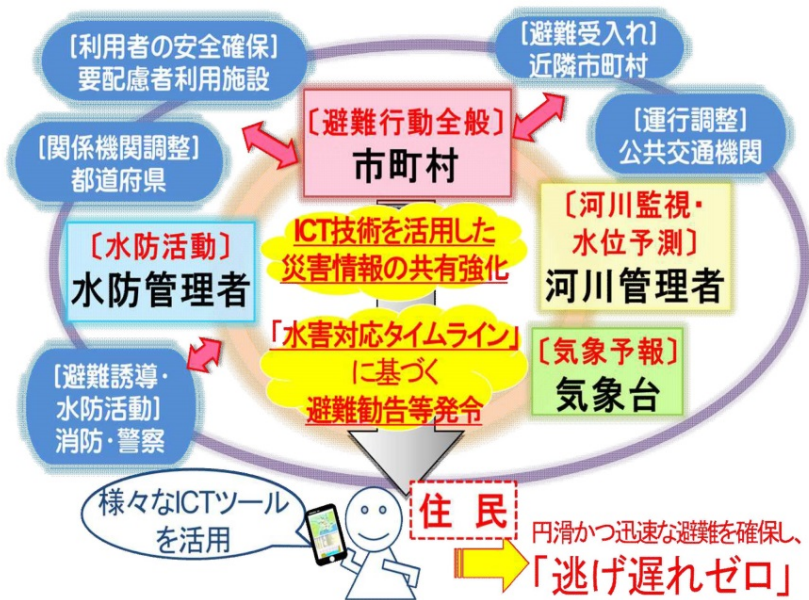 [利用者の安全確保]
要配慮者利用施設
[避難受入れ]
近隣市町村
〔避難行動全般〕
市町村
[関係機関調整]
都道府県
[運行調整]
公共交通機関
〔水防活動〕
水防管理者
ICT技術を活用した
災害情報の共有強化
〔河川監視・
水位予測〕
河川管理者
「水害対応タイムライン」
に基づく
避難勧告等発令
〔気象予報〕
気象台
[避難誘導・
水防活動]
消防・警察
様々なICTツール
を活用
住民
円滑かつ迅速な避難を確保し、
「逃げ遅れゼロ」